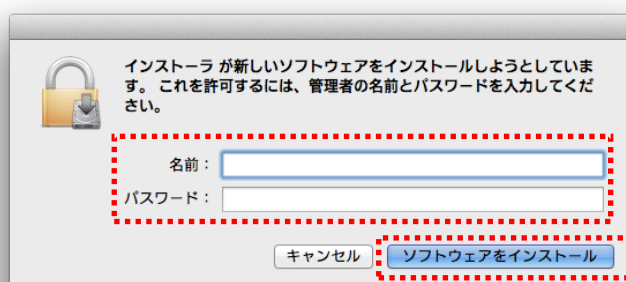 インストーラ が新しいソフトウェアをインストールしようとしていま
す。 これを許可するには、管理者の名前とパスワードを入力してくだ
さい。
名前：
パスワード：
キャンセル
ソフトウェアをインストール